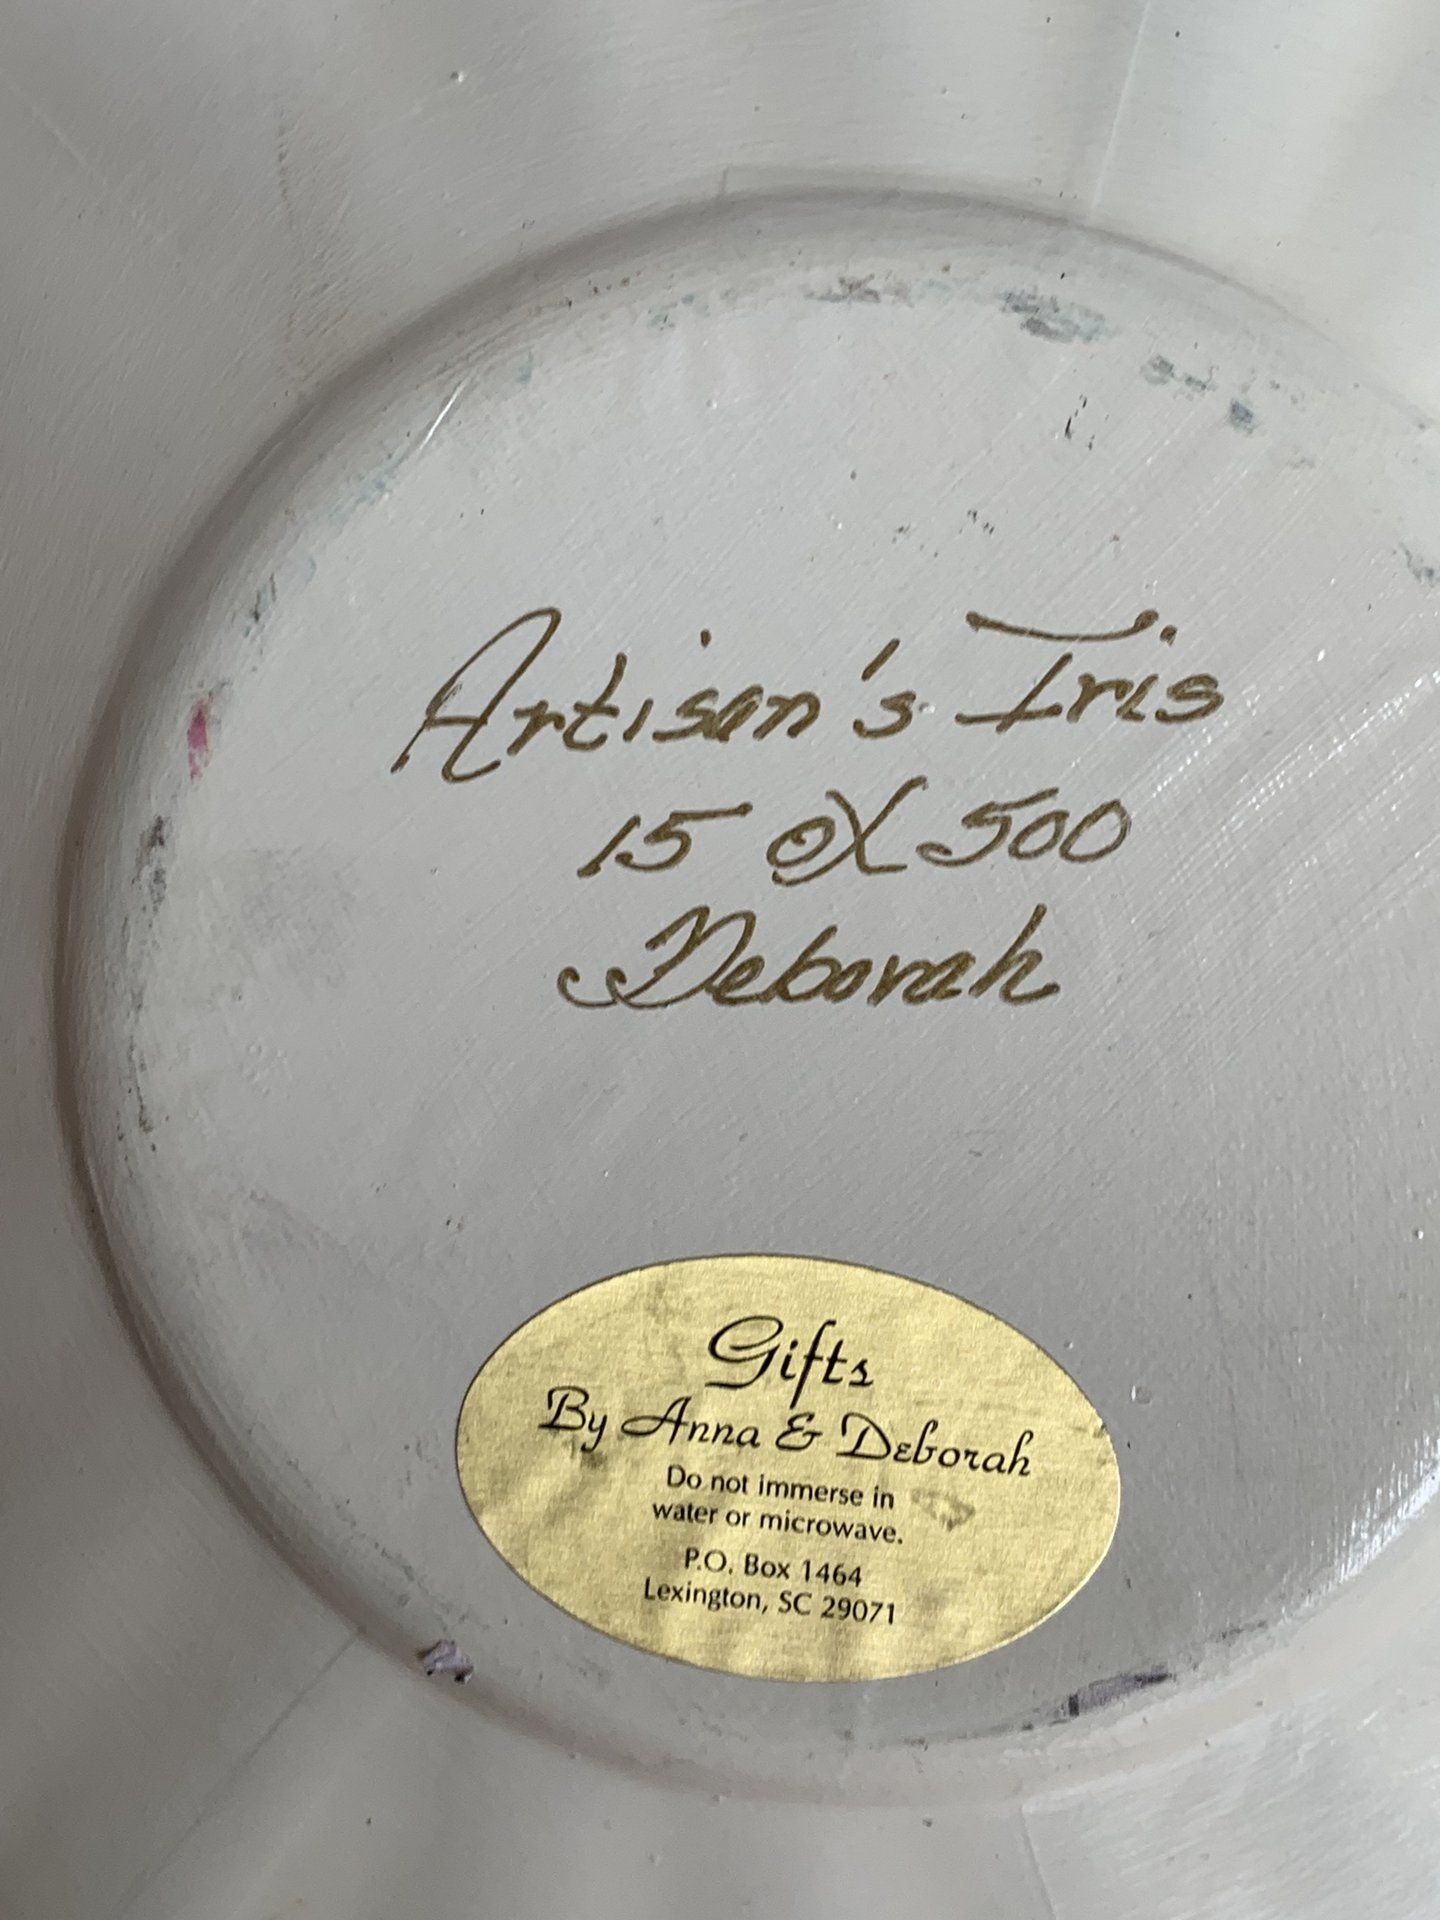 Artisan's Iris
15 of 500
Deborah
Gifts
By Anna & Deborah
Do not immerse in
water or microwave.
P.O. Box 1464
Lexington, SC 29071